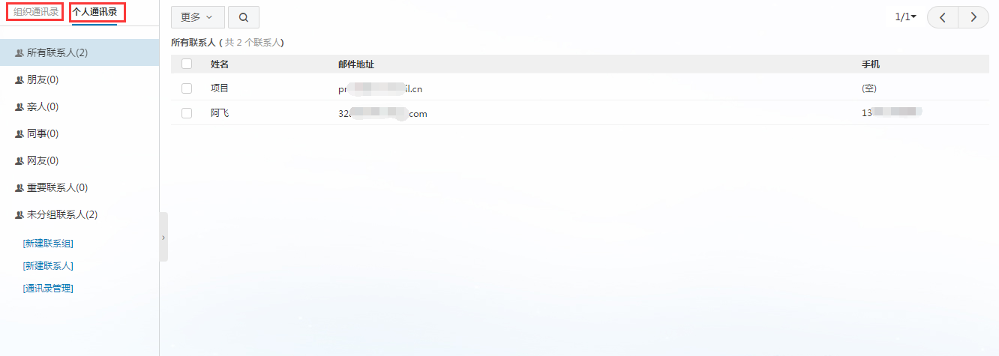 组织通讯录 个人通讯录
更多
1/1
所有联系人 ( 共 2 个联系人)
姓名 邮件地址 手机
项目 pr il.cn (空)
阿飞 328 com 13
所有联系人(2)
朋友(0)
亲人(0)
同事(0)
网友(0)
重要联系人(0)
未分组联系人(2)
[新建联系组]
[新建联系人]
[通讯录管理]